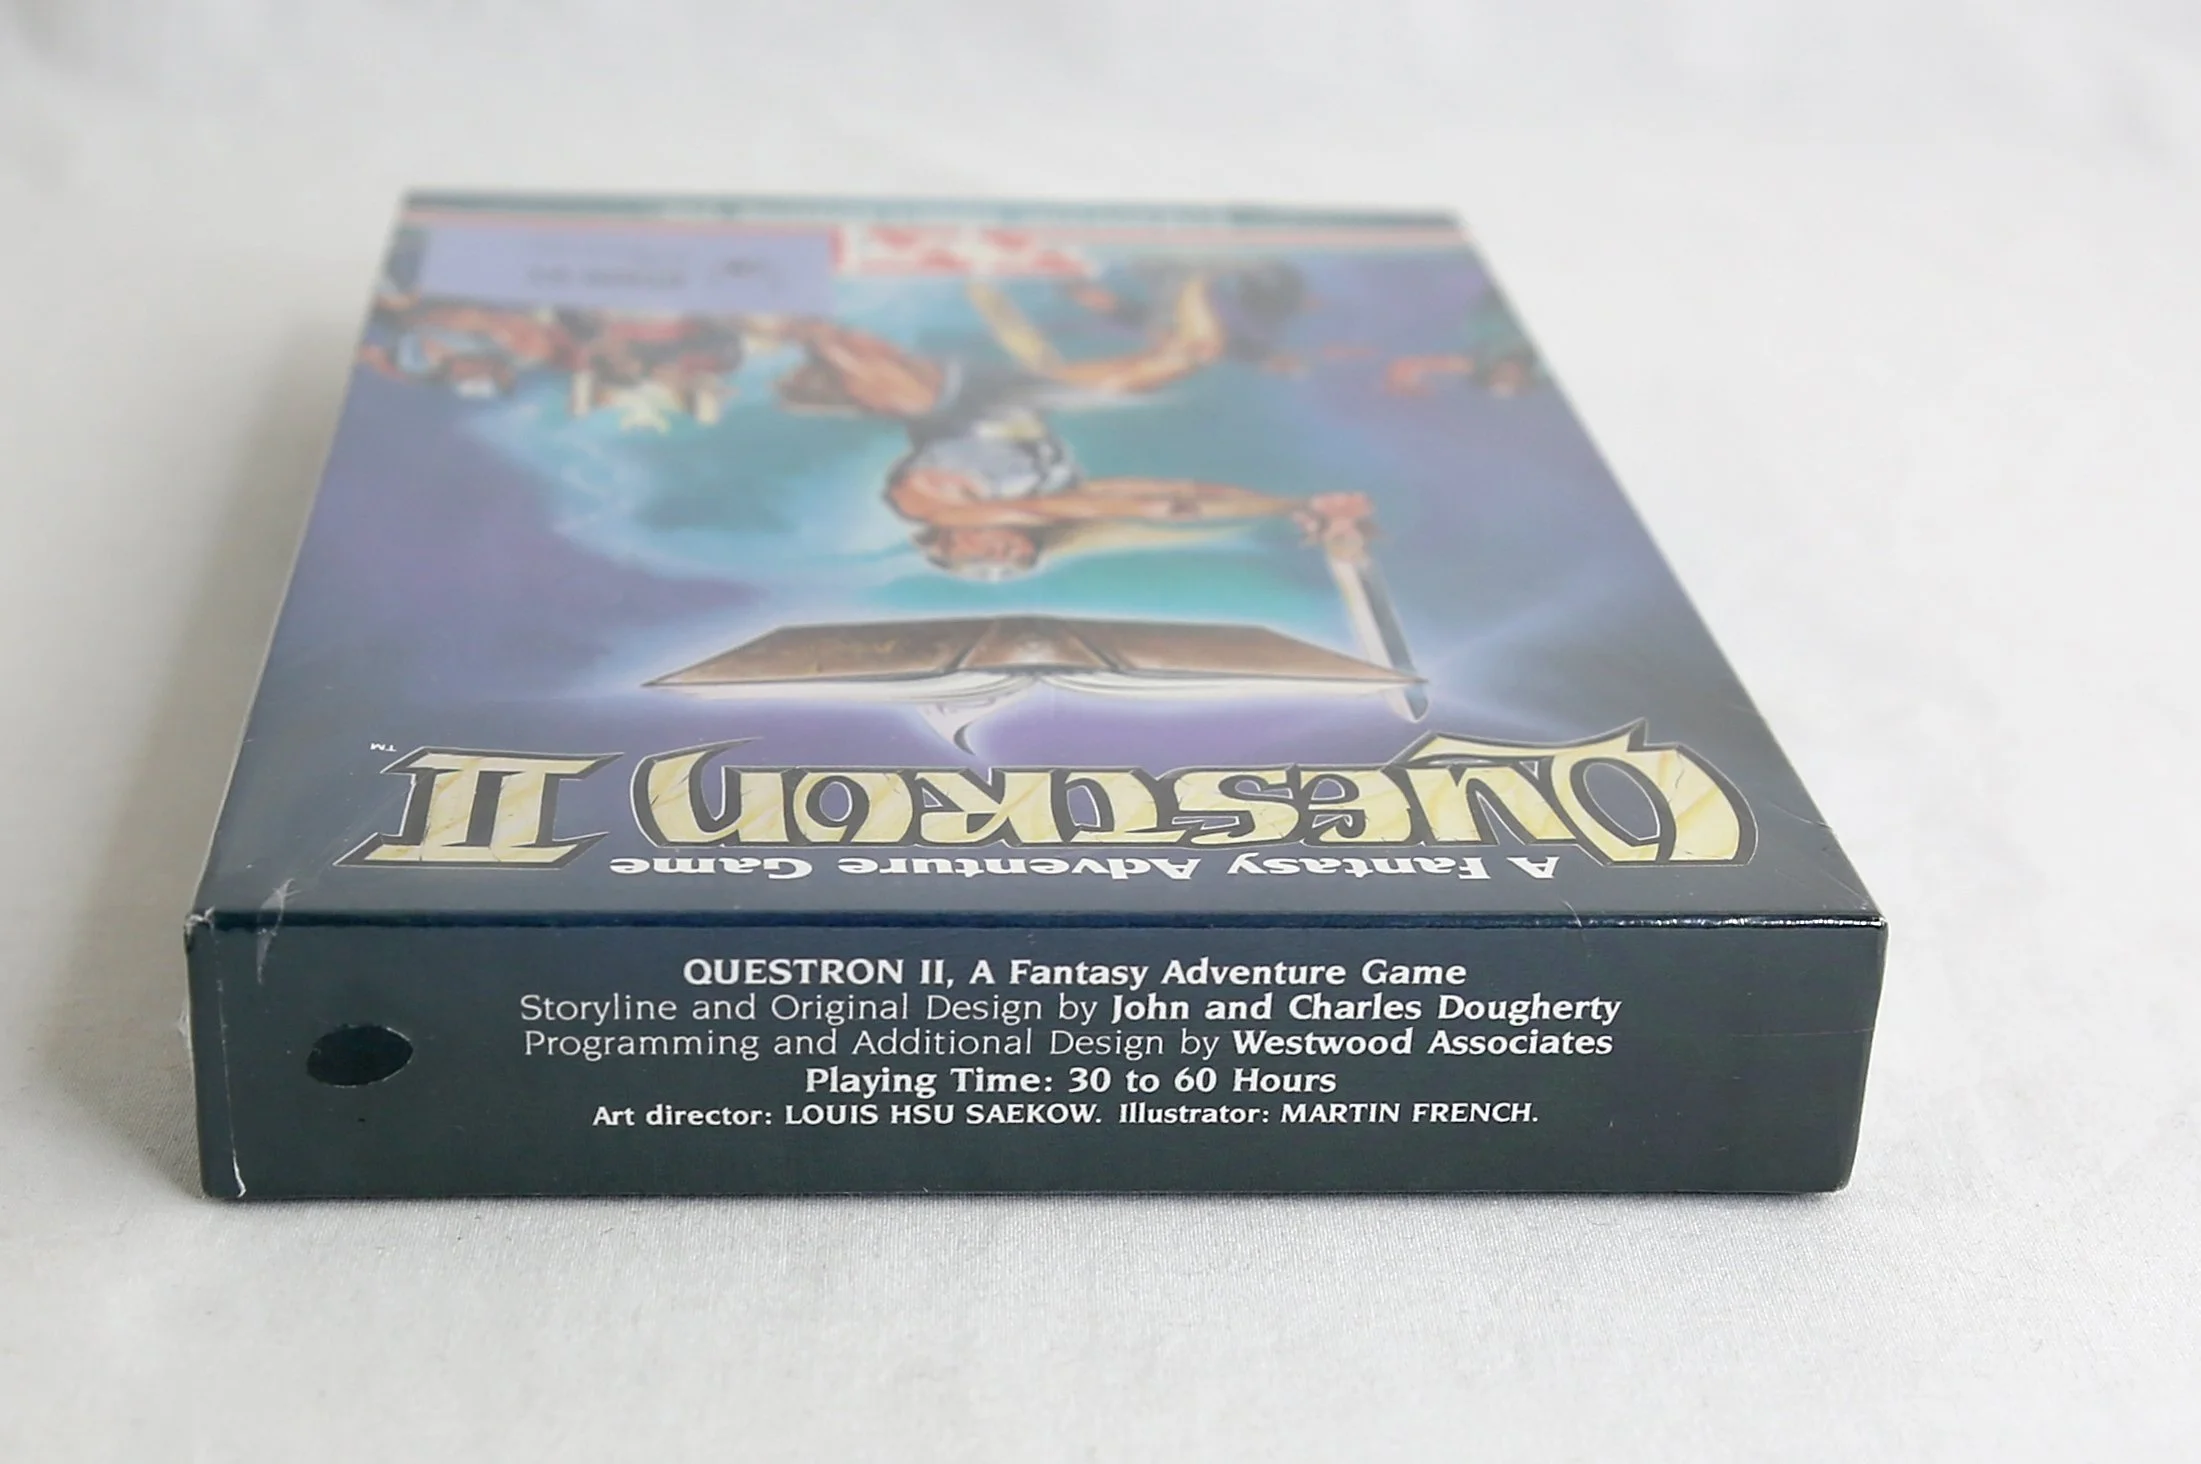 A Fantasy Adventure Game
QUESTRON II™
QUESTRON II, A Fantasy Adventure Game
Storyline and Original Design by John and Charles Dougherty
Programming and Additional Design by Westwood Associates
Playing Time: 30 to 60 Hours
Art director: LOUIS HSU SAEKOW. Illustrator: MARTIN FRENCH.